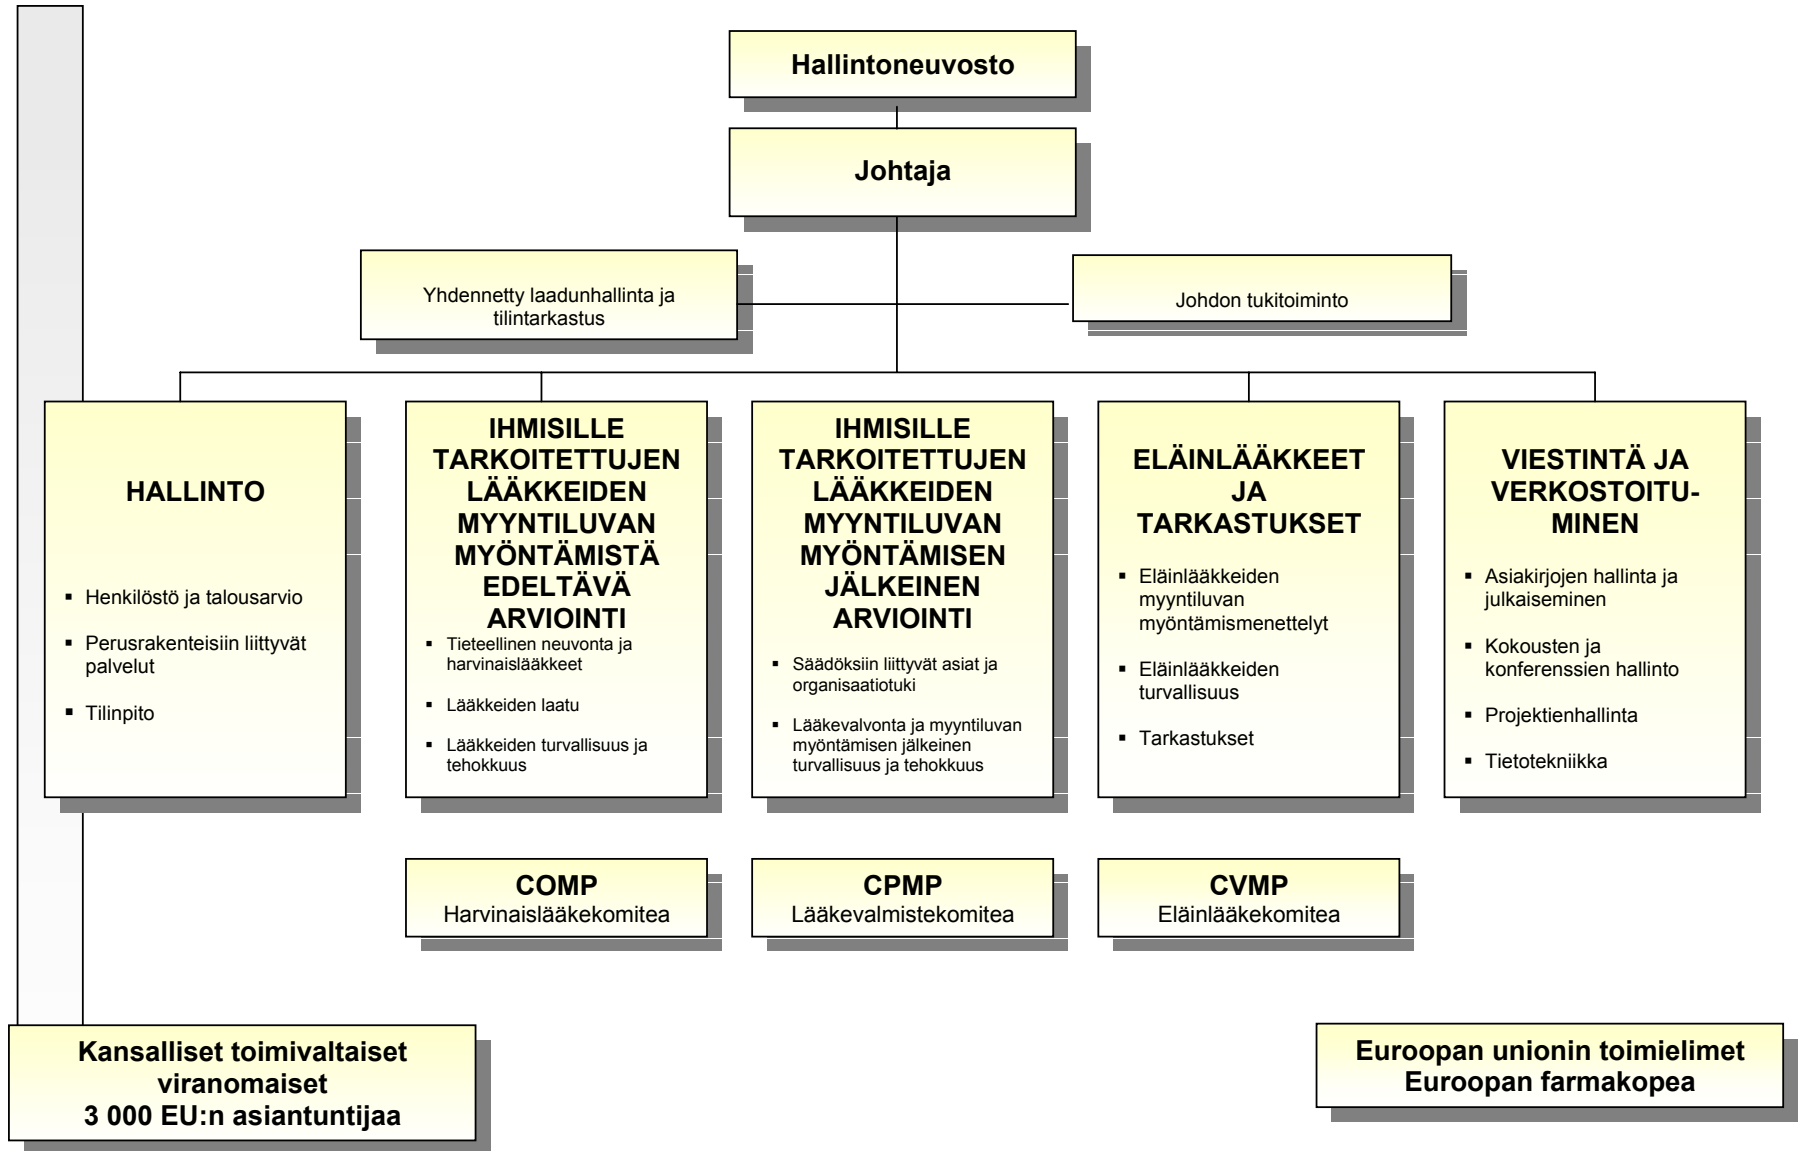 Hallintoneuvosto
Johtaja
Yhdennetty laadunhallinta ja
tilintarkastus
Johdon tukitoiminto
HALLINTO
▪ Henkilöstö ja talousarvio
▪ Perusrakenteisiin liittyvät
palvelut
▪ Tilinpito
IHMISILLE
TARKOITETTUJEN
LÄÄKKEIDEN
MYYNTILUVAN
MYÖNTÄMISTÄ
EDELTÄVÄ
ARVIOINTI
▪ Tieteellinen neuvonta ja
harvinaislääkkeet
▪ Lääkkeiden laatu
▪ Lääkkeiden turvallisuus ja
tehokkuus
IHMISILLE
TARKOITETTUJEN
LÄÄKKEIDEN
MYYNTILUVAN
MYÖNTÄMISEN
JÄLKEINEN
ARVIOINTI
▪ Säädöksiin liittyvät asiat ja
organisaatiotuki
▪ Lääkevalvonta ja myyntiluvan
myöntämisen jälkeinen
turvallisuus ja tehokkuus
ELÄINLÄÄKKEET
JA
TARKASTUKSET
▪ Eläinlääkkeiden
myyntiluvan
myöntämismenettelyt
▪ Eläinlääkkeiden
turvallisuus
▪ Tarkastukset
VIESTINTÄ JA
VERKOSTOITU-
MINEN
▪ Asiakirjojen hallinta ja
julkaiseminen
▪ Kokousten ja
konferenssien hallinto
▪ Projektienhallinta
▪ Tietotekniikka
COMP
Harvinaislääkekomitea
CPMP
Lääkevalmistekomitea
CVMP
Eläinlääkekomitea
Kansalliset toimivaltaiset
viranomaiset
3 000 EU:n asiantuntijaa
Euroopan unionin toimielimet
Euroopan farmakopea